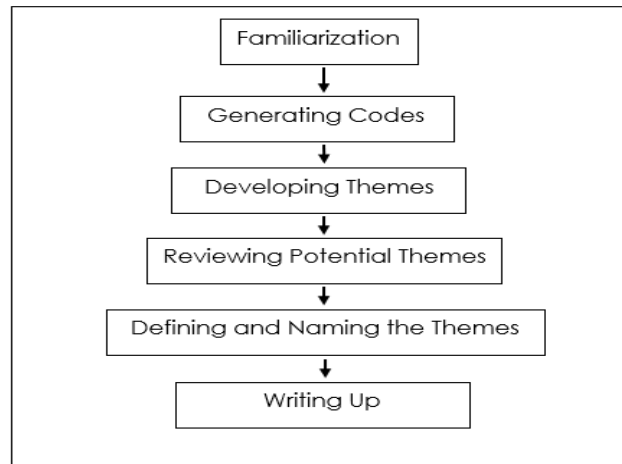 Familiarization
Generating Codes
Developing Themes
Reviewing Potential Themes
Defining and Naming the Themes
Writing Up